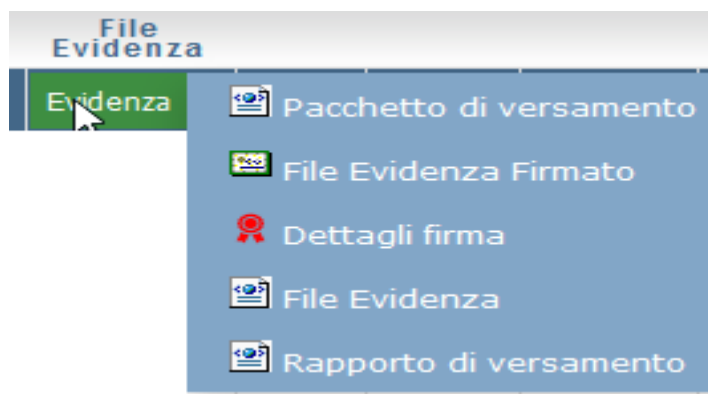 File
Evidenza
Evidenza
Pacchetto di versamento
File Evidenza Firmato
Dettagli firma
File Evidenza
Rapporto di versamento